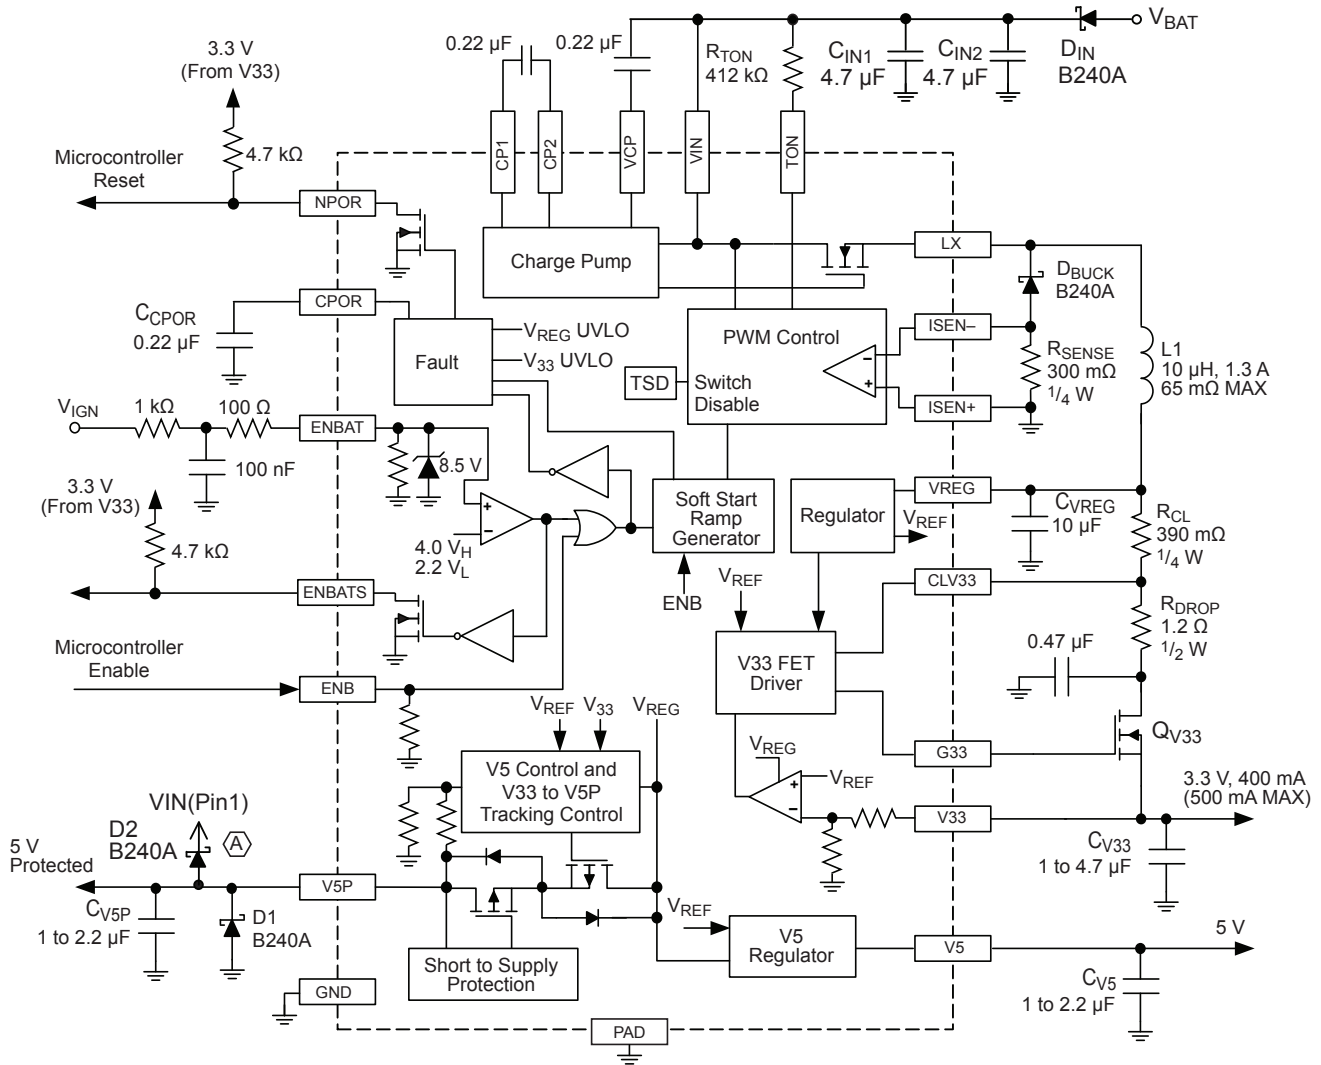 VBAT
0.22 µF
0.22 µF
RTON
412 kΩ
CIN1
4.7 µF
CIN2
4.7 µF
DIN
B240A
3.3 V
(From V33)
4.7 kΩ
Microcontroller
Reset
CP1
CP2
VCP
VIN
TON
NPOR
Charge Pump
LX
DBUCK
B240A
CPOR
CCPOR
0.22 µF
Fault
VREG UVLO
V33 UVLO
PWM Control
ISEN–
–
+
TSD
Switch
Disable
RSENSE
300 mΩ
1/4 W
L1
10 µH, 1.3 A
65 mΩ MAX
ISEN+
VIGN
1 kΩ
100 Ω
ENBAT
100 nF
8.5 V
3.3 V
(From V33)
4.7 kΩ
+
–
4.0 VH
2.2 VL
Soft Start
Ramp
Generator
ENB
Regulator
VREF
VREG
CVREG
10 µF
RCL
390 mΩ
1/4 W
ENBATS
VREF
CLV33
RDROP
1.2 Ω
1/2 W
Microcontroller
Enable
V33 FET
Driver
0.47 µF
ENB
VREF
V33
VREG
G33
QV33
V5 Control and
V33 to V5P
Tracking Control
VREG
VREF
+
–
3.3 V, 400 mA
(500 mA MAX)
V33
CV33
1 to 4.7 µF
VIN(Pin1)
D2
B240A
A
5 V
Protected
V5P
CV5P
1 to 2.2 µF
D1
B240A
VREF
V5
Regulator
V5
5 V
CV5
1 to 2.2 µF
Short to Supply
Protection
GND
PAD